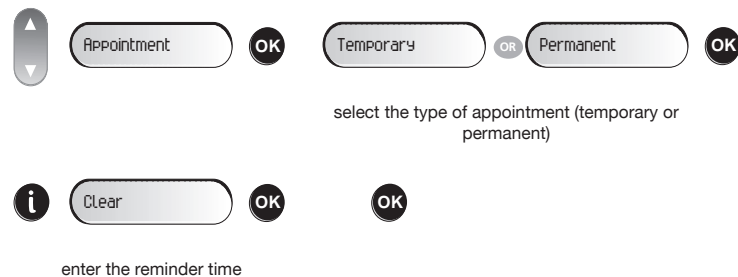 Appointment OK Temporary OR Permanent OK
select the type of appointment (temporary or
permanent)
i Clear OK OK
enter the reminder time